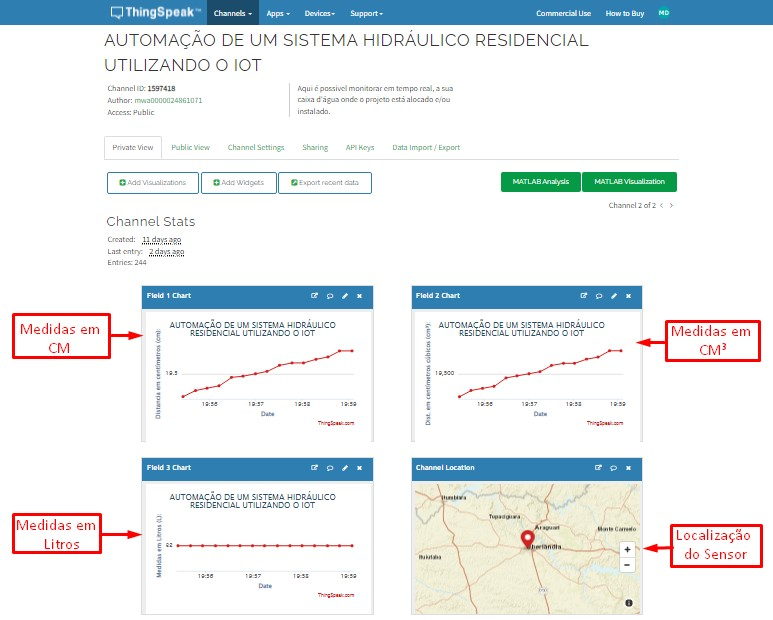 ThingSpeak™ Channels Apps Devices Support Commercial Use How to Buy MD
AUTOMAÇÃO DE UM SISTEMA HIDRÁULICO RESIDENCIAL
UTILIZANDO O IOT
Channel ID: 1597418
Author: mwa0000024861071
Access: Public
Aqui é possivel monitorar em tempo real, a sua
caixa d'água onde o projeto está alocado e/ou
instalado.
Private View Public View Channel Settings Sharing API Keys Data Import / Export
Add Visualizations Add Widgets Export recent data MATLAB Analysis MATLAB Visualization
Channel 2 of 2 < >
Channel Stats
Created: 11 days ago
Last entry: 2 days ago
Entries: 244
Field 1 Chart
Medidas em
CM
AUTOMAÇÃO DE UM SISTEMA HIDRÁULICO
RESIDENCIAL UTILIZANDO O IOT
Distancia em centímetros (cm):
19.5
19:56 19:57 19:58 19:59
Date
ThingSpeak.com
Field 2 Chart
AUTOMAÇÃO DE UM SISTEMA HIDRÁULICO
RESIDENCIAL UTILIZANDO O IOT
Dist. em centímetros cúbicos (cm³):
19,500
19:56 19:57 19:58 19:59
Date
ThingSpeak.com
Medidas em
CM³
Field 3 Chart
Medidas em
Litros
AUTOMAÇÃO DE UM SISTEMA HIDRÁULICO
RESIDENCIAL UTILIZANDO O IOT
Medidas em Litros (L):
22
19:56 19:57 19:58 19:59
Date
ThingSpeak.com
Channel Location
Itumbiara
Tupaciguara
Araguari
Monte Carmelo
Uberlândia
Ituiutaba
+
−
Localização
do Sensor